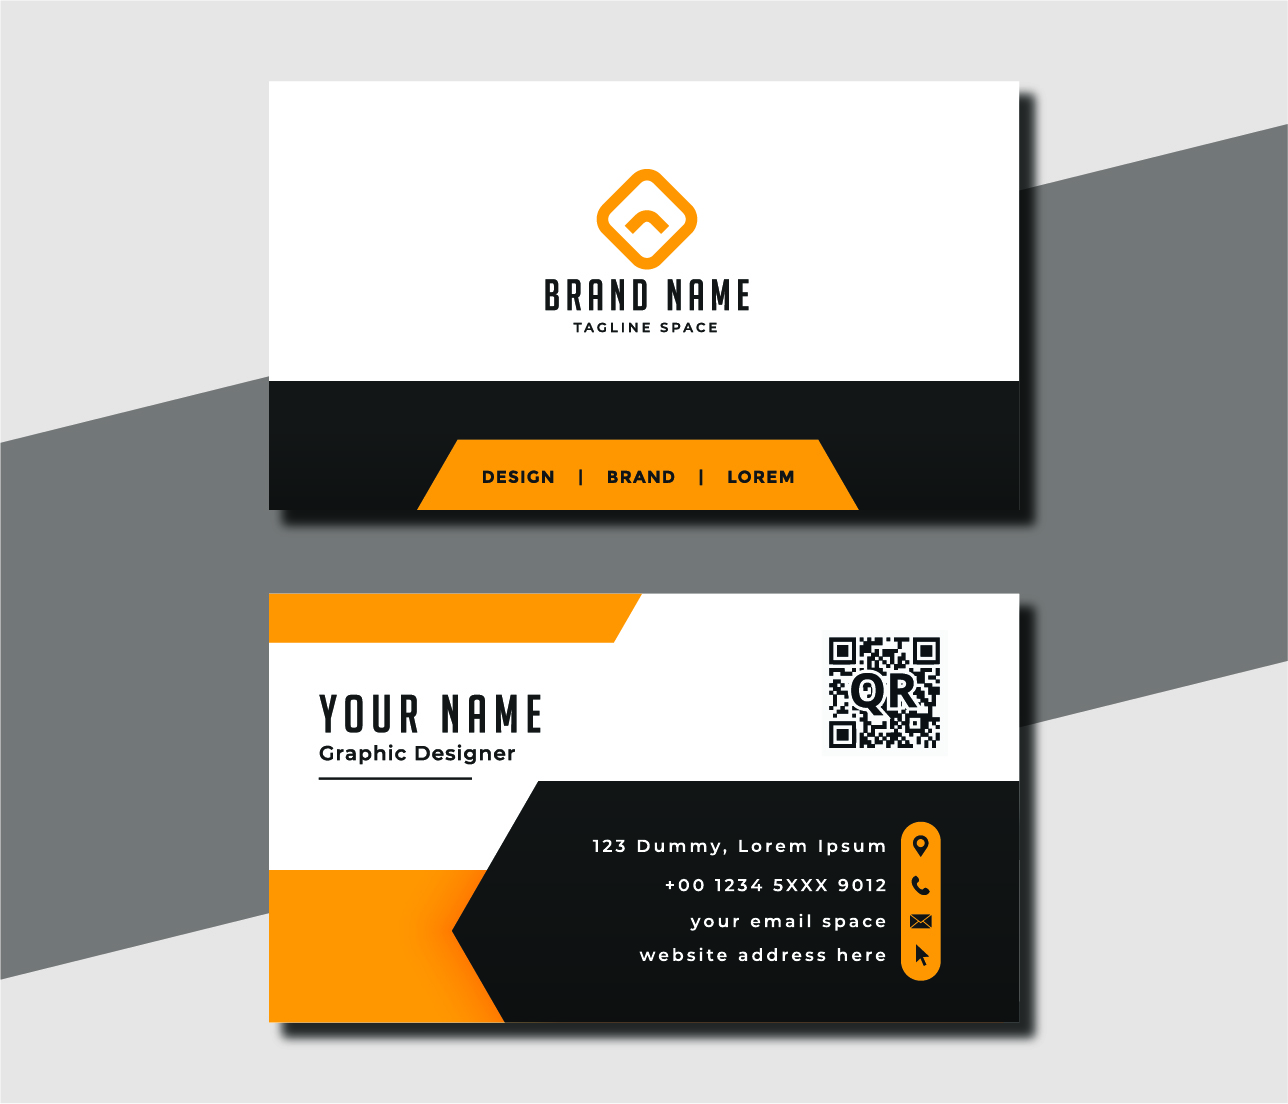 BRAND NAME
TAGLINE SPACE
DESIGN | BRAND | LOREM
YOUR NAME
Graphic Designer
QR
123 Dummy, Lorem Ipsum
+00 1234 5XXX 9012
your email space
website address here